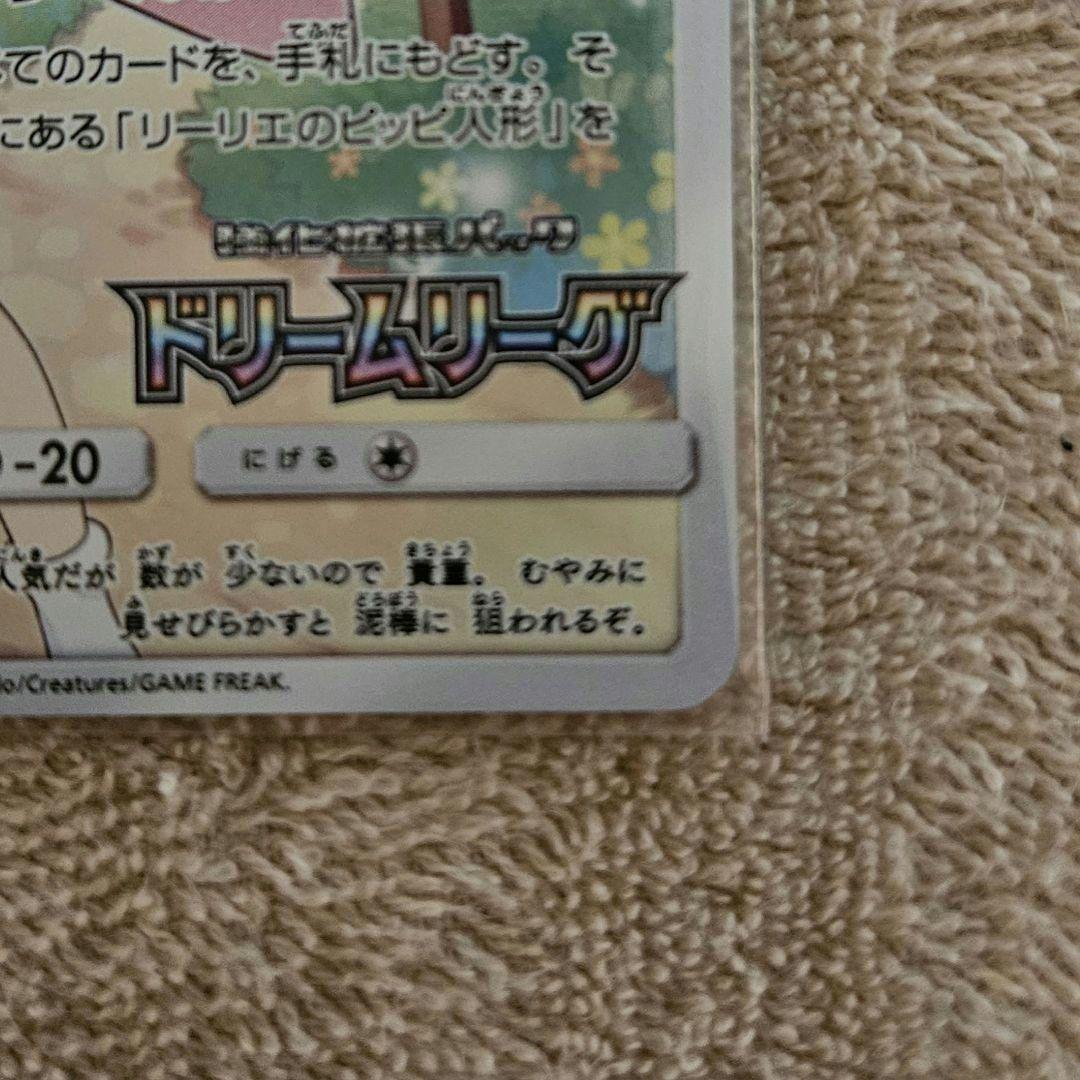 てのカードを、手札にもどす。そ
にある「リーリエのピッピ人形」を
強化拡張パック
ドリームリーグ
-20
にげる
人気だが 数が 少ないので 貴重。 むやみに
見せびらかすと 泥棒に 狙われるぞ。
/Creatures/GAME FREAK.